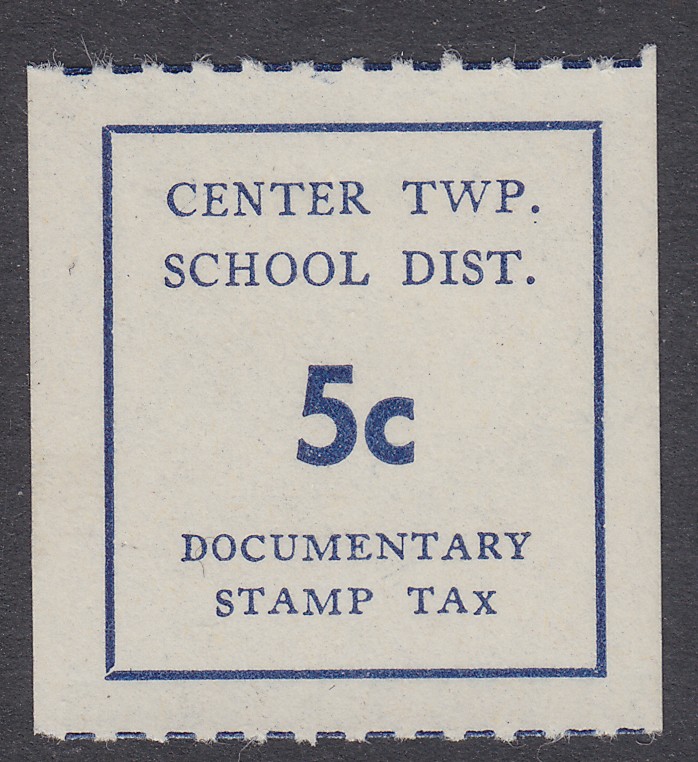 CENTER TWP.
SCHOOL DIST.
5c
DOCUMENTARY
STAMP TAX